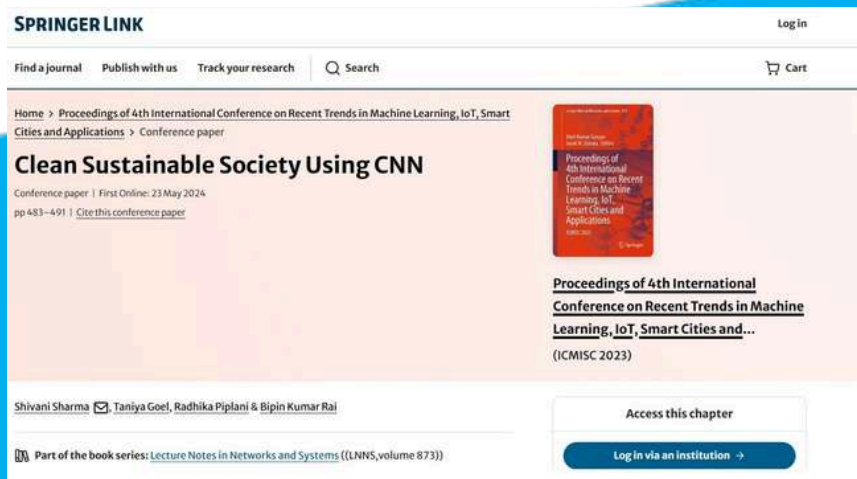 SPRINGER LINK
Log in
Find a journal Publish with us Track your research Search
Cart
Home > Proceedings of 4th International Conference on Recent Trends in Machine Learning, IoT, Smart
Cities and Applications > Conference paper
Clean Sustainable Society Using CNN
Conference paper | First Online: 23 May 2024
pp 483–491 | Cite this conference paper
Proceedings of
4th International
Conference on Recent
Trends in Machine
Learning, IoT,
Smart Cities and
Applications
Springer
Proceedings of 4th International
Conference on Recent Trends in Machine
Learning, IoT, Smart Cities and...
(ICMISC 2023)
Shivani Sharma, Taniya Goel, Radhika Piplani & Bipin Kumar Rai
Part of the book series: Lecture Notes in Networks and Systems ((LNNS,volume 873))
Access this chapter
Log in via an institution →